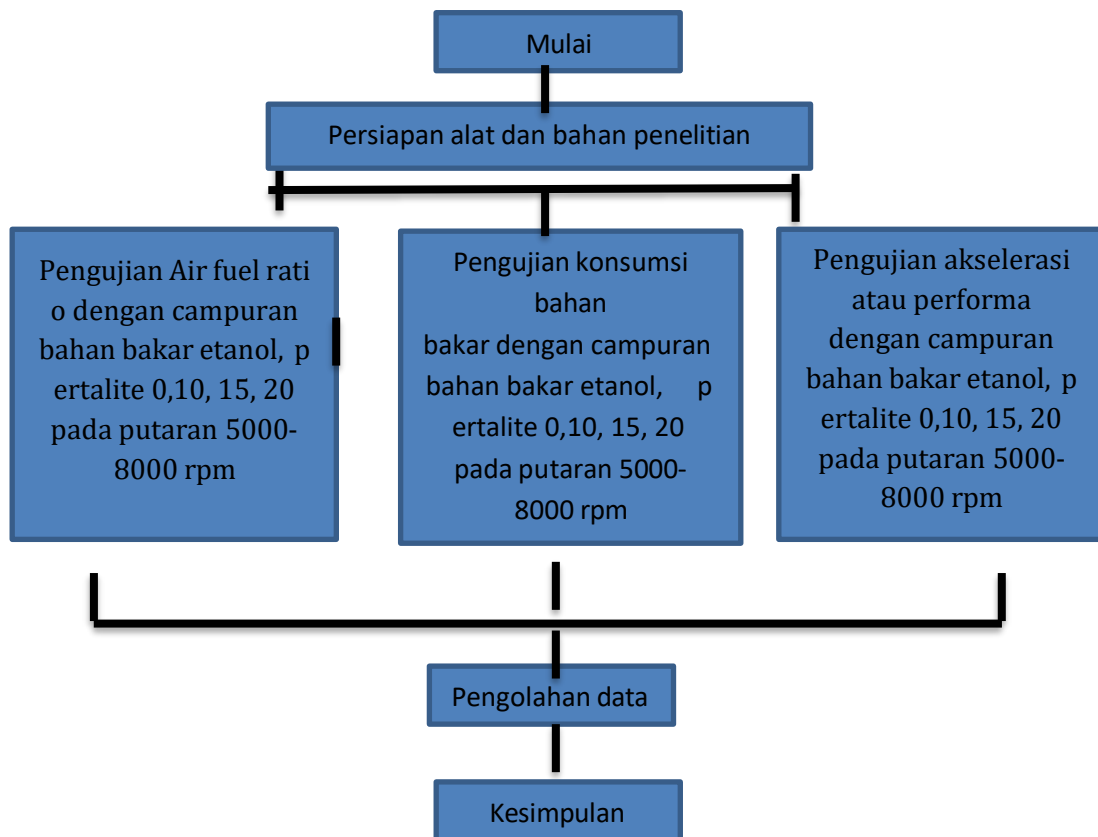 Mulai
Persiapan alat dan bahan penelitian
Pengujian Air fuel rati
o dengan campuran
bahan bakar etanol, p
ertalite 0,10, 15, 20
pada putaran 5000-
8000 rpm
Pengujian konsumsi
bahan
bakar dengan campuran
bahan bakar etanol, p
ertalite 0,10, 15, 20
pada putaran 5000-
8000 rpm
Pengujian akselerasi
atau performa
dengan campuran
bahan bakar etanol, p
ertalite 0,10, 15, 20
pada putaran 5000-
8000 rpm
Pengolahan data
Kesimpulan